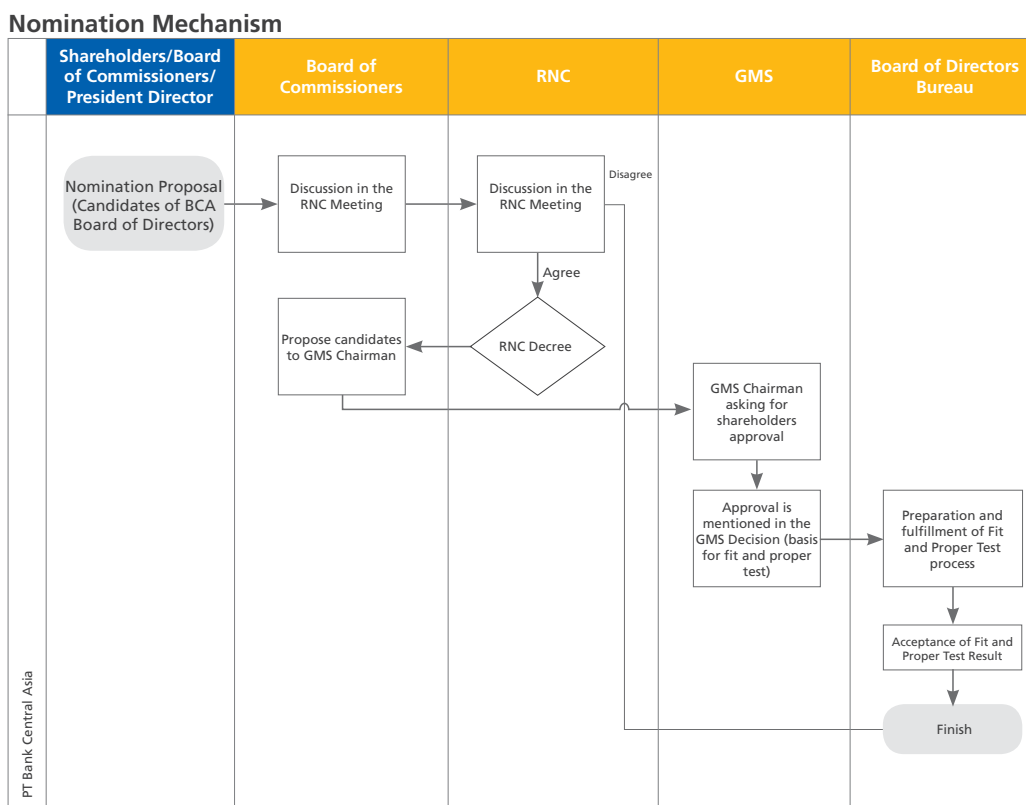 Nomination Mechanism
Shareholders/Board
of Commissioners/
President Director
Board of
Commissioners
RNC
GMS
Board of Directors
Bureau
Nomination Proposal
(Candidates of BCA
Board of Directors)
Discussion in the
RNC Meeting
Discussion in the
RNC Meeting
Disagree
Agree
Propose candidates
to GMS Chairman
RNC Decree
GMS Chairman
asking for
shareholders
approval
Approval is
mentioned in the
GMS Decision (basis
for fit and proper
test)
Preparation and
fulfillment of Fit
and Proper Test
process
Acceptance of Fit and
Proper Test Result
Finish
PT Bank Central Asia